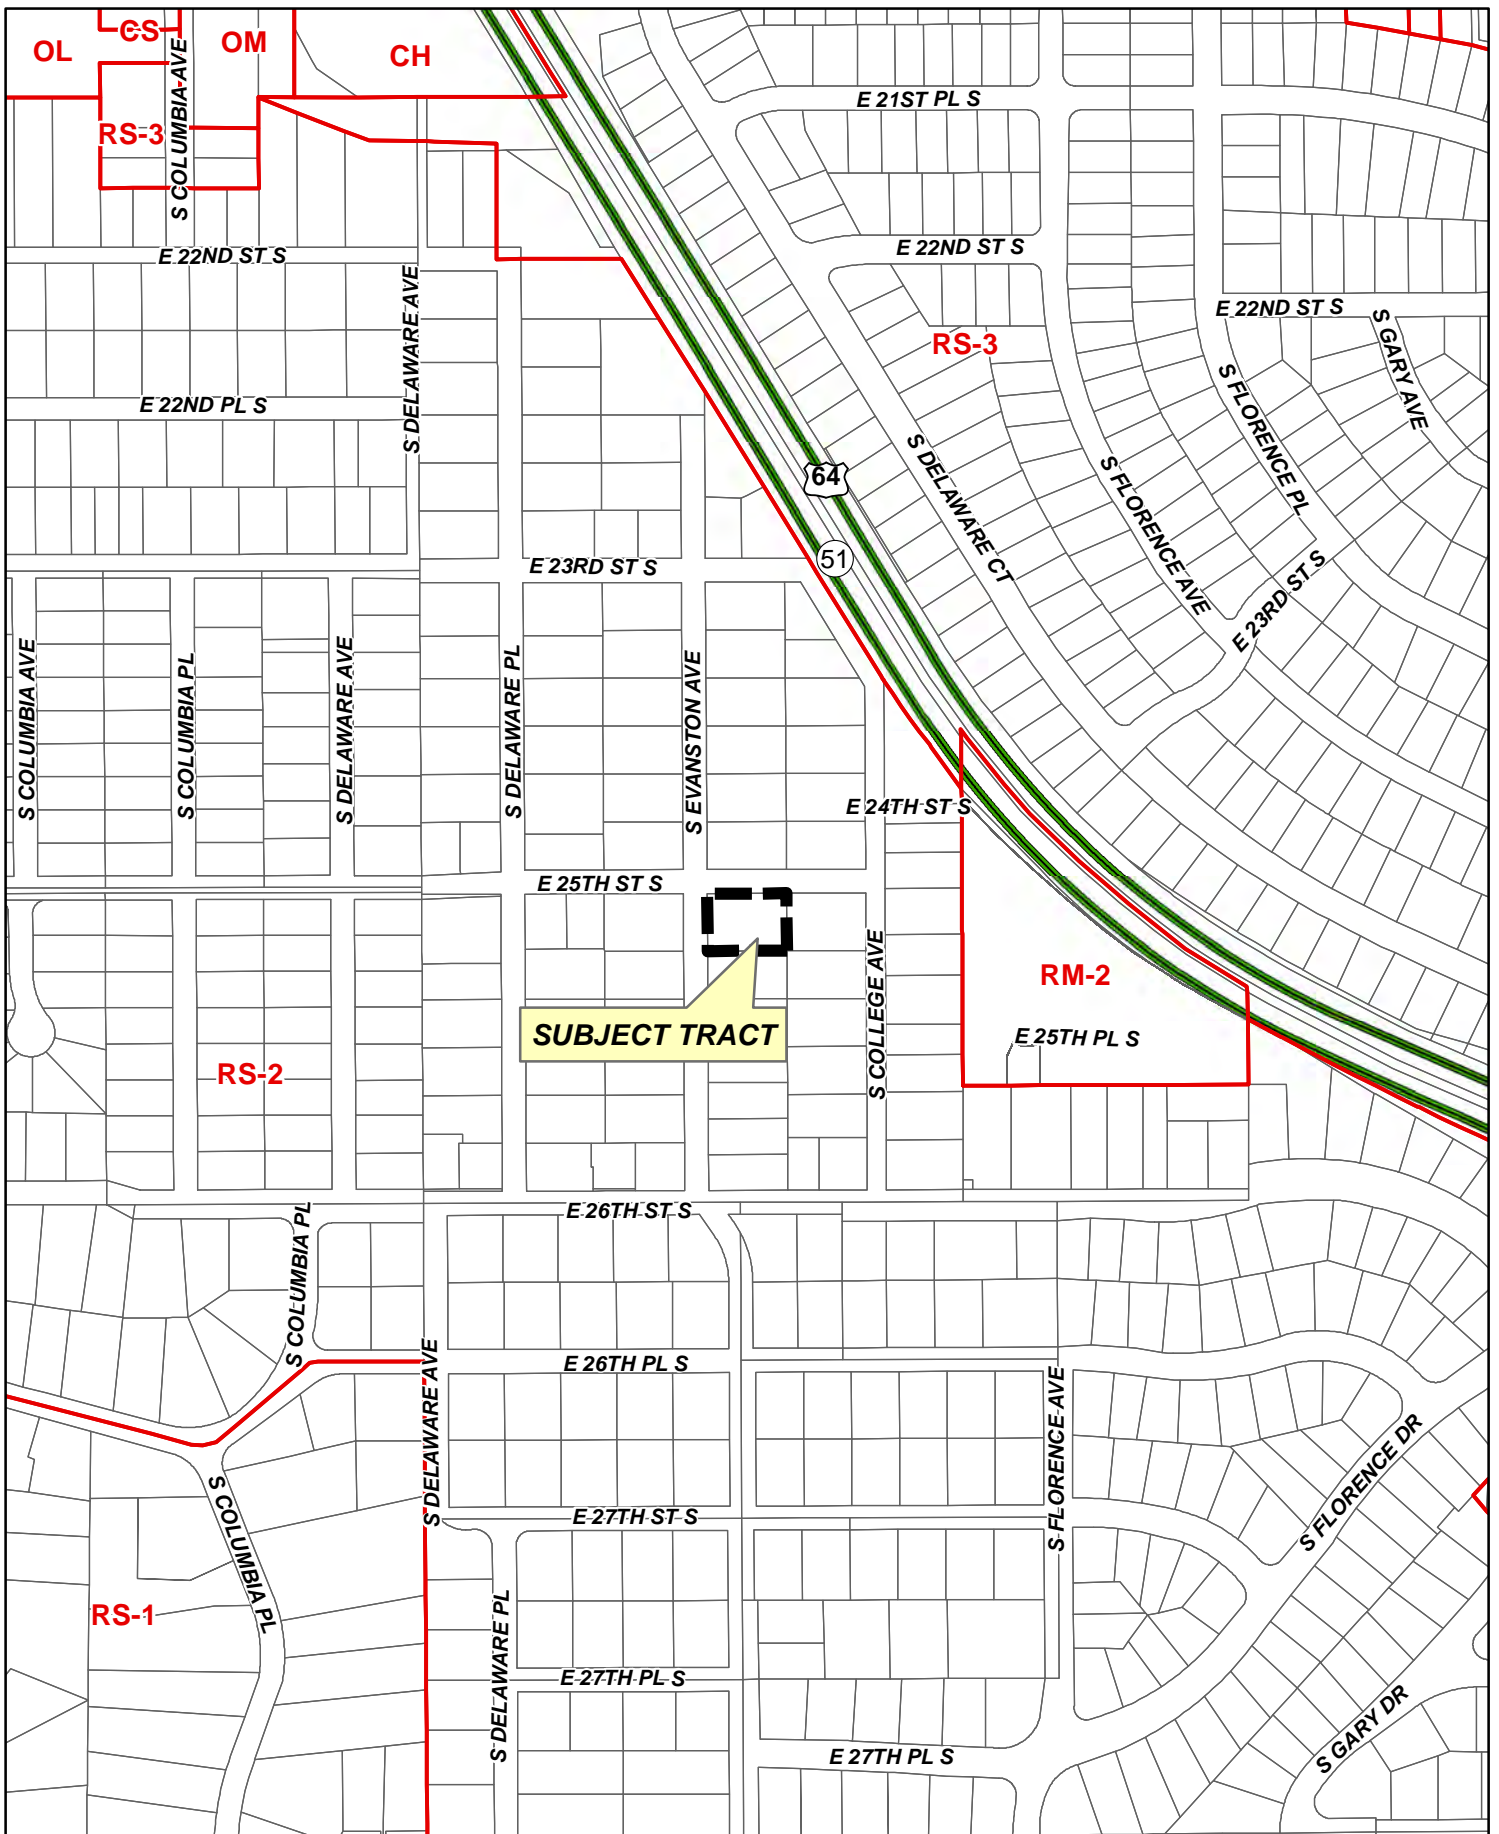 CS
OL
OM
CH
S COLUMBIA AVE
E 21ST PL S
RS-3
E 22ND ST S
E 22ND ST S
S DELAWARE AVE
E 22ND ST S
S GARY AVE
RS-3
E 22ND PL S
S FLORENCE PL
S DELAWARE CT
S FLORENCE AVE
64
51
E 23RD ST S
E 23RD ST S
S COLUMBIA AVE
S COLUMBIA PL
S DELAWARE AVE
S DELAWARE PL
S EVANSTON AVE
E 24TH ST S
E 25TH ST S
S COLLEGE AVE
RM-2
SUBJECT TRACT
E 25TH PL S
RS-2
E 26TH ST S
S COLUMBIA PL
S DELAWARE AVE
E 26TH PL S
S FLORENCE AVE
S FLORENCE DR
E 27TH ST S
S COLUMBIA PL
RS-1
S DELAWARE PL
E 27TH PL S
S GARY DR
E 27TH PL S